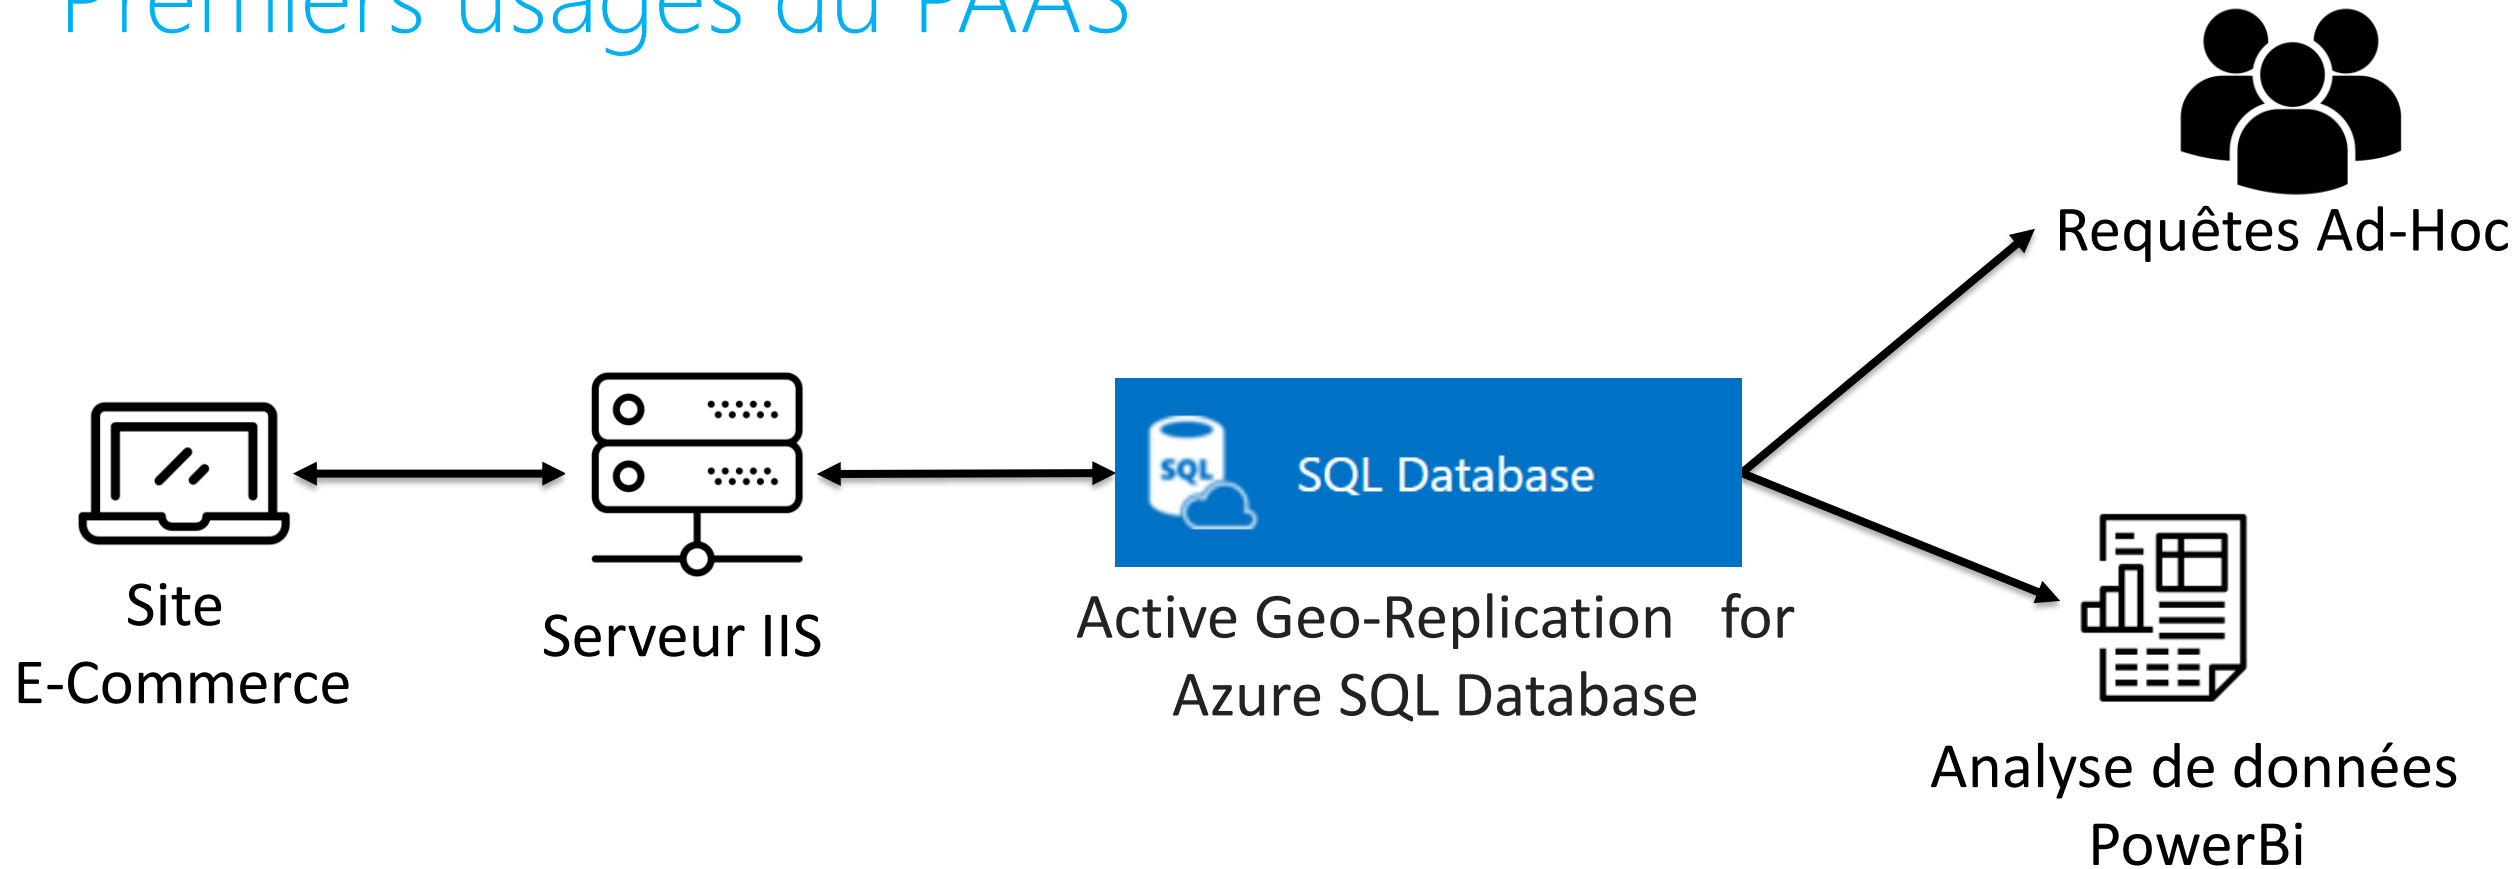 Premiers usages du PAAS
Requêtes Ad-Hoc
SQL
SQL Database
Site
E-Commerce
Serveur IIS
Active Geo-Replication for
Azure SQL Database
Analyse de données
PowerBi